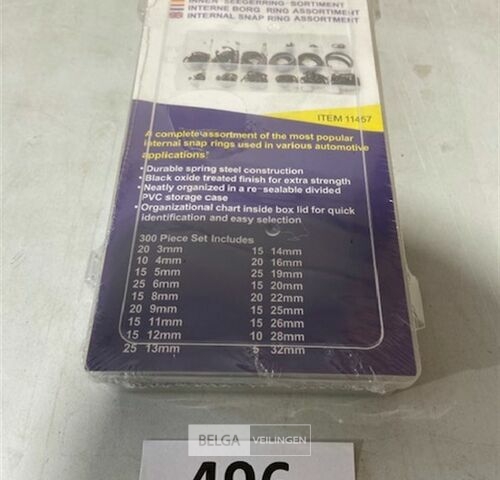 INNEN SEEGERRING SORTIMENT
INTERNE BORG RING ASSORTIMENT
INTERNAL SNAP RING ASSORTMENT
ITEM 11457
A complete assortment of the most popular
internal snap rings used in various automotive
applications!
• Durable spring steel construction
• Black oxide treated finish for extra strength
• Neatly organized in a re-sealable divided
PVC storage case
• Organizational chart inside box lid for quick
identification and easy selection
300 Piece Set Includes
20 3mm
10 4mm
15 5mm
25 6mm
15 8mm
20 9mm
15 11mm
15 12mm
25 13mm
15 14mm
20 16mm
25 19mm
15 20mm
20 22mm
15 25mm
15 26mm
10 28mm
5 32mm
BELGA VEILINGEN